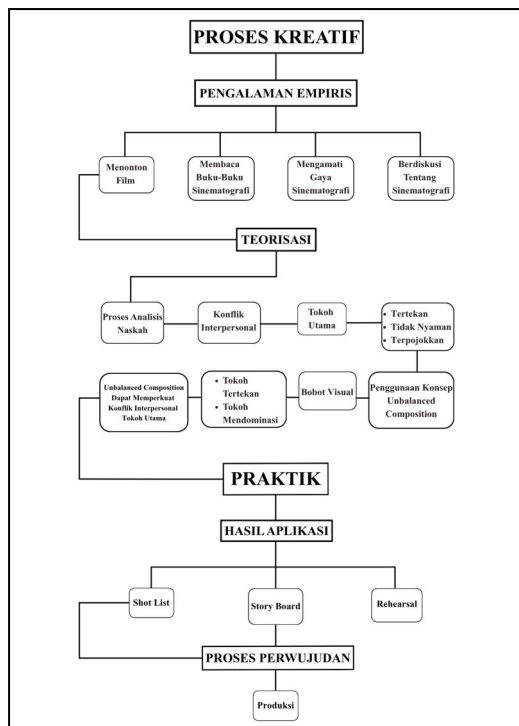 PROSES KREATIF
PENGALAMAN EMPIRIS
Menonton
Film
Membaca
Buku-Buku
Sinematografi
Mengamati
Gaya
Sinematografi
Berdiskusi
Tentang
Sinematografi
TEORISASI
Proses Analisis
Naskah
Konflik
Interpersonal
Tokoh
Utama
• Tertekan
• Tidak Nyaman
• Terpojokkan
Unbalanced Composition
Dapat Memperkuat
Konflik Interpersonal
Tokoh Utama
• Tokoh
Tertekan
• Tokoh
Mendominasi
Bobot Visual
Penggunaan Konsep
Unbalanced
Composition
PRAKTIK
HASIL APLIKASI
Shot List
Story Board
Rehearsal
PROSES PERWUJUDAN
Produksi